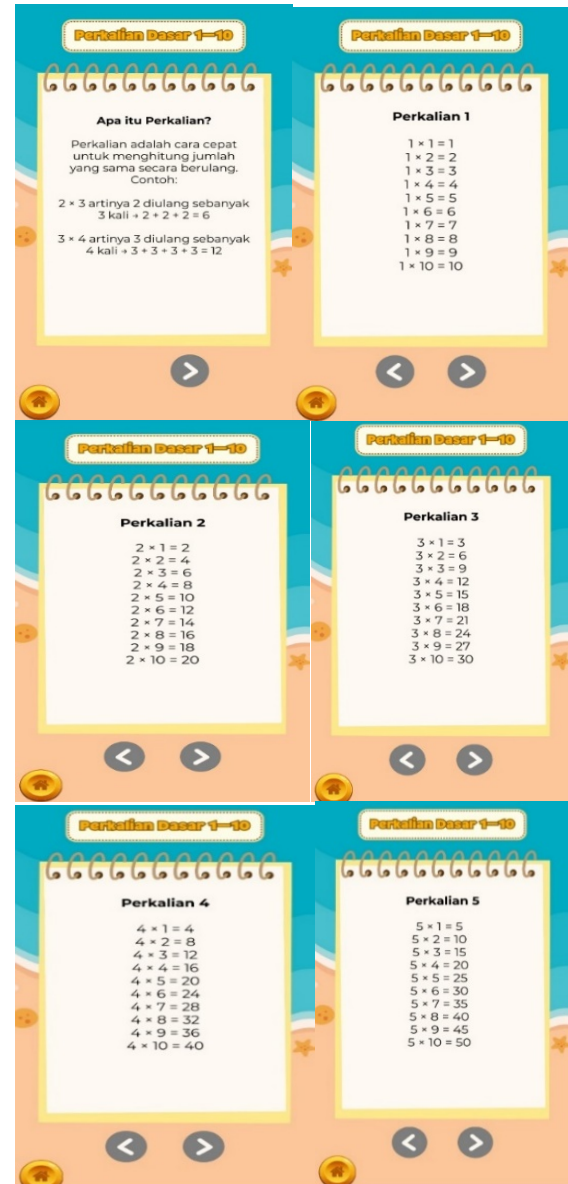 Perkalian Dasar 1—10
Apa itu Perkalian?
Perkalian adalah cara cepat
untuk menghitung jumlah
yang sama secara berulang.
Contoh:
2 × 3 artinya 2 diulang sebanyak
3 kali → 2 + 2 + 2 = 6
3 × 4 artinya 3 diulang sebanyak
4 kali → 3 + 3 + 3 + 3 = 12
Perkalian Dasar 1—10
Perkalian 1
1 × 1 = 1
1 × 2 = 2
1 × 3 = 3
1 × 4 = 4
1 × 5 = 5
1 × 6 = 6
1 × 7 = 7
1 × 8 = 8
1 × 9 = 9
1 × 10 = 10
Perkalian Dasar 1—10
Perkalian 2
2 × 1 = 2
2 × 2 = 4
2 × 3 = 6
2 × 4 = 8
2 × 5 = 10
2 × 6 = 12
2 × 7 = 14
2 × 8 = 16
2 × 9 = 18
2 × 10 = 20
Perkalian Dasar 1—10
Perkalian 3
3 × 1 = 3
3 × 2 = 6
3 × 3 = 9
3 × 4 = 12
3 × 5 = 15
3 × 6 = 18
3 × 7 = 21
3 × 8 = 24
3 × 9 = 27
3 × 10 = 30
Perkalian Dasar 1—10
Perkalian 4
4 × 1 = 4
4 × 2 = 8
4 × 3 = 12
4 × 4 = 16
4 × 5 = 20
4 × 6 = 24
4 × 7 = 28
4 × 8 = 32
4 × 9 = 36
4 × 10 = 40
Perkalian Dasar 1—10
Perkalian 5
5 × 1 = 5
5 × 2 = 10
5 × 3 = 15
5 × 4 = 20
5 × 5 = 25
5 × 6 = 30
5 × 7 = 35
5 × 8 = 40
5 × 9 = 45
5 × 10 = 50